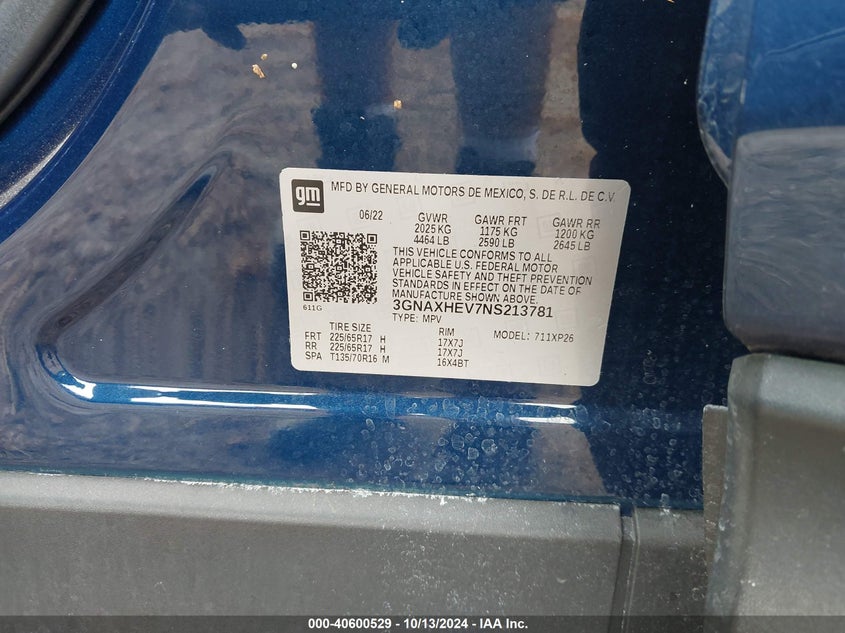 gm MFD BY GENERAL MOTORS DE MEXICO, S. DE R.L. DE C.V
06/22 GVWR GAWR FRT GAWR RR
2025 KG 1175 KG 1200 KG
4464 LB 2590 LB 2645 LB
THIS VEHICLE CONFORMS TO ALL
APPLICABLE U.S. FEDERAL MOTOR
VEHICLE SAFETY AND THEFT PREVENTION
STANDARDS IN EFFECT ON THE DATE OF
MANUFACTURE SHOWN ABOVE.
611G
3GNAXHEV7NS213781
TYPE: MPV
TIRE SIZE RIM MODEL: 711XP26
FRT 225/65R17 H 17X7J
RR 225/65R17 H 17X7J
SPA T135/70R16 M 16X4BT
000-40600529 | 10/13/2024 - IAA Inc.